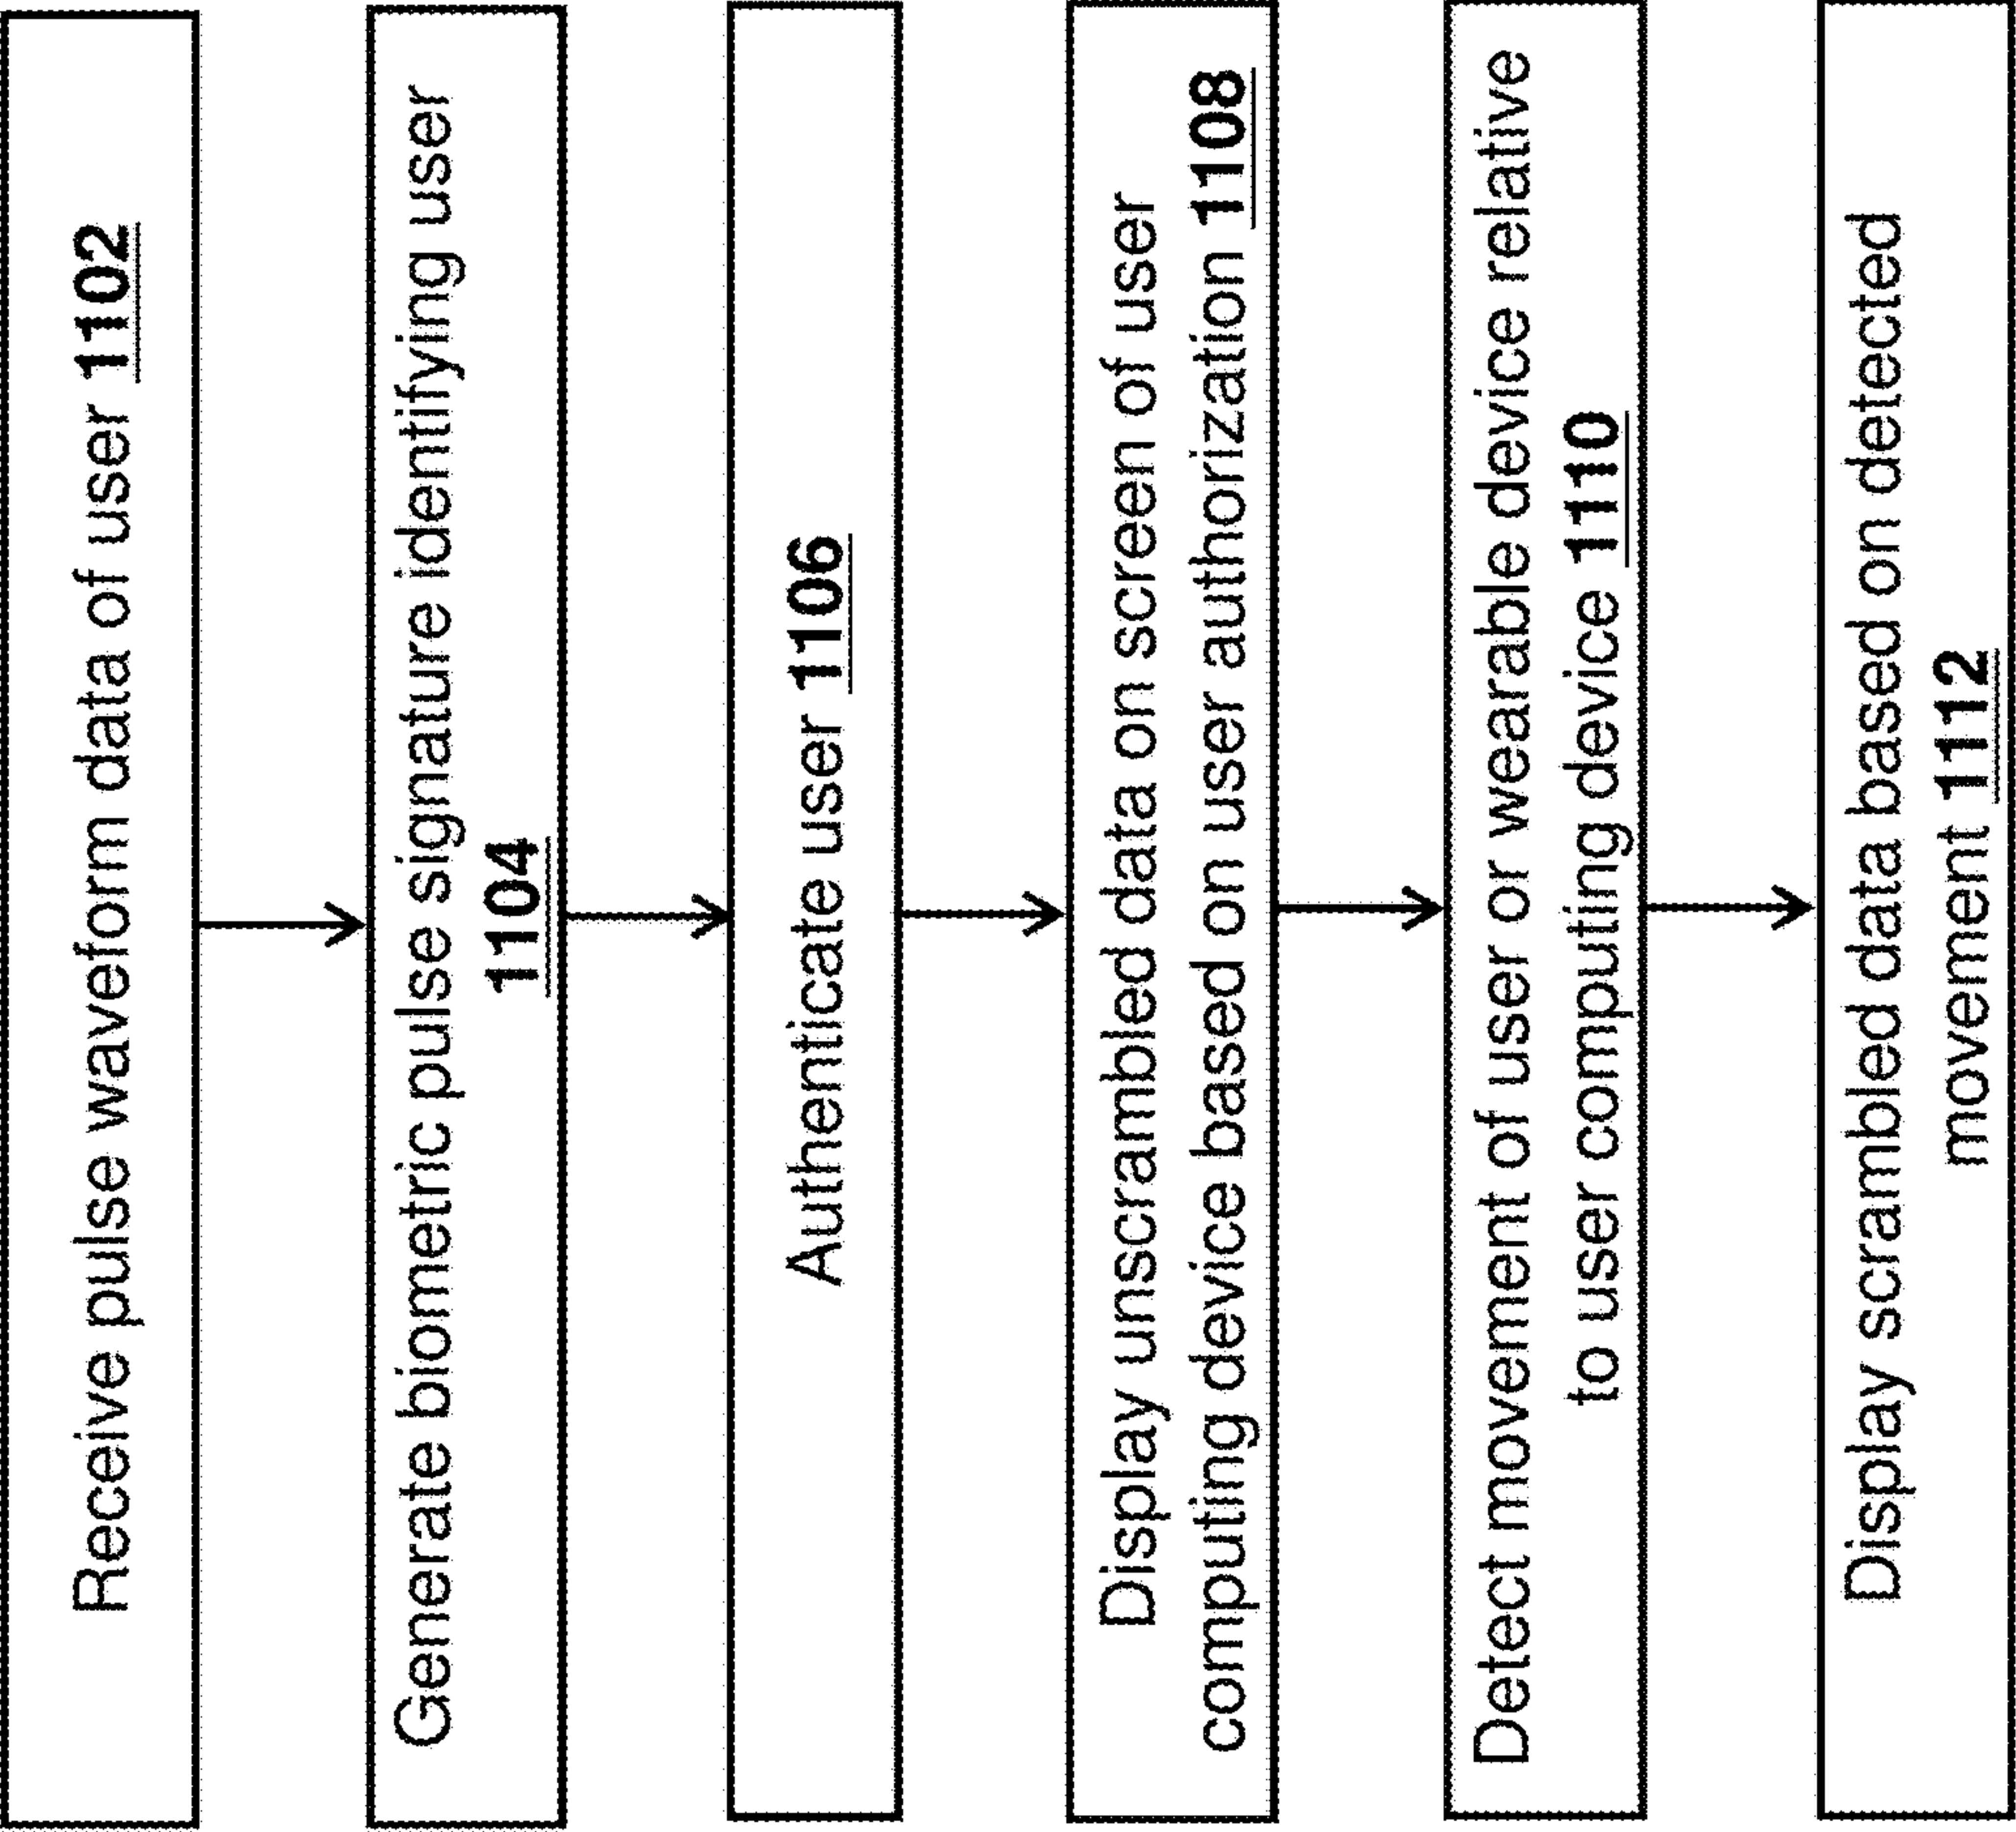 Receive pulse waveform data of user 1102
Generate biometric pulse signature identifying user
1104
Authenticate user 1106
Display unscrambled data on screen of user
computing device based on user authorization 1108
Detect movement of user or wearable device relative
to user computing device 1110
Display scrambled data based on detected
movement 1112